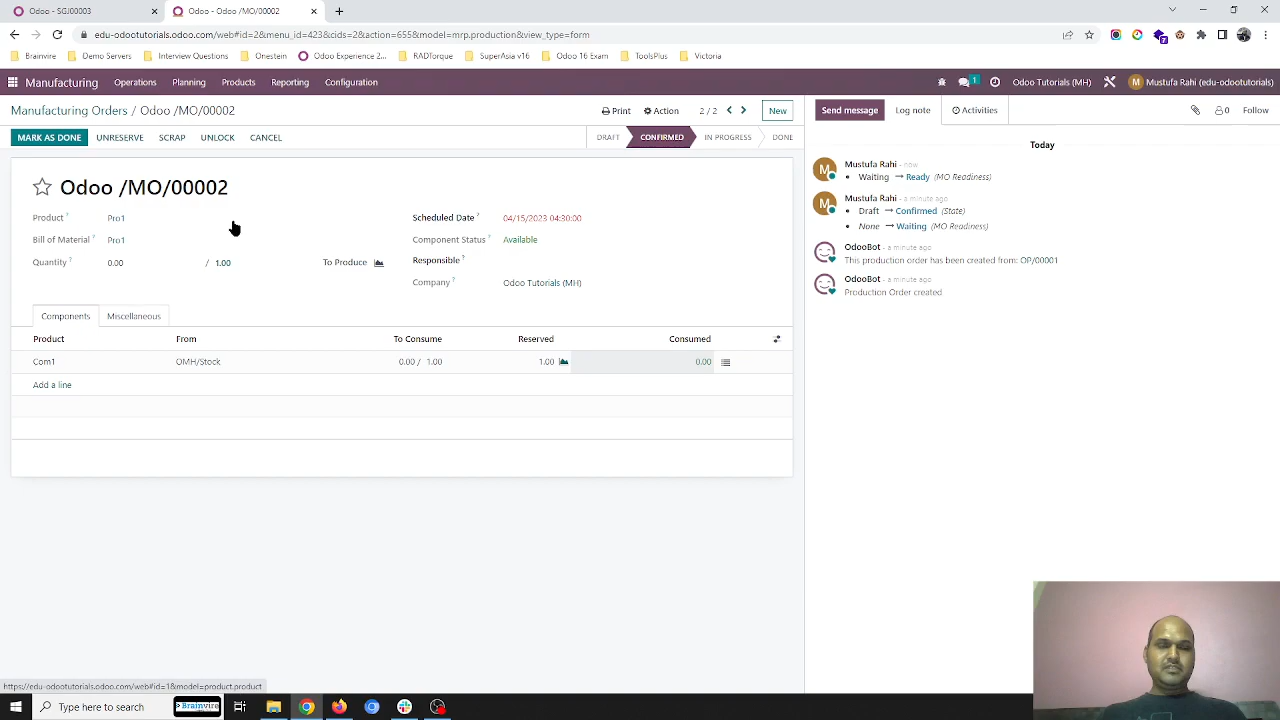 Odoo - SGJ00003
Odoo - Odoo /MO/00002
edu-odootutorials.odoo.com/web#id=2&menu_id=423&cids=2&action=655&model=mrp.production&view_type=form
Brainvire Demo Servers Interview Questions Onestein Odoo Experience 2... RADTorque SuperAsia v16 Odoo 16 Exam ToolsPlus Victoria
Manufacturing Operations Planning Products Reporting Configuration 1 Odoo Tutorials (MH) M Mustufa Rahi (edu-odootutorials)
Manufacturing Orders / Odoo /MO/00002 Print Action 2 / 2 New
Send message Log note Activities 0 Follow
MARK AS DONE UNRESERVE SCRAP UNLOCK CANCEL DRAFT CONFIRMED IN PROGRESS DONE
Odoo /MO/00002
Product ? Pro1 Scheduled Date ? 04/15/2023 04:30:00
Bill of Material ? Pro1 Component Status ? Available
Quantity ? 0.00 / 1.00 To Produce Responsible ?
Company ? Odoo Tutorials (MH)
Components Miscellaneous
Product From To Consume Reserved Consumed
Com1 OMH/Stock 0.00 / 1.00 1.00 0.00
Add a line
Today
M Mustufa Rahi - now
Waiting → Ready (MO Readiness)
M Mustufa Rahi - a minute ago
Draft → Confirmed (State)
None → Waiting (MO Readiness)
OdooBot - a minute ago
This production order has been created from: OP/00001
OdooBot - a minute ago
Production Order created.
https://edu-odootutorials.odoo.com/web#id=1&model=product.product
Type here to search
> Brainvire